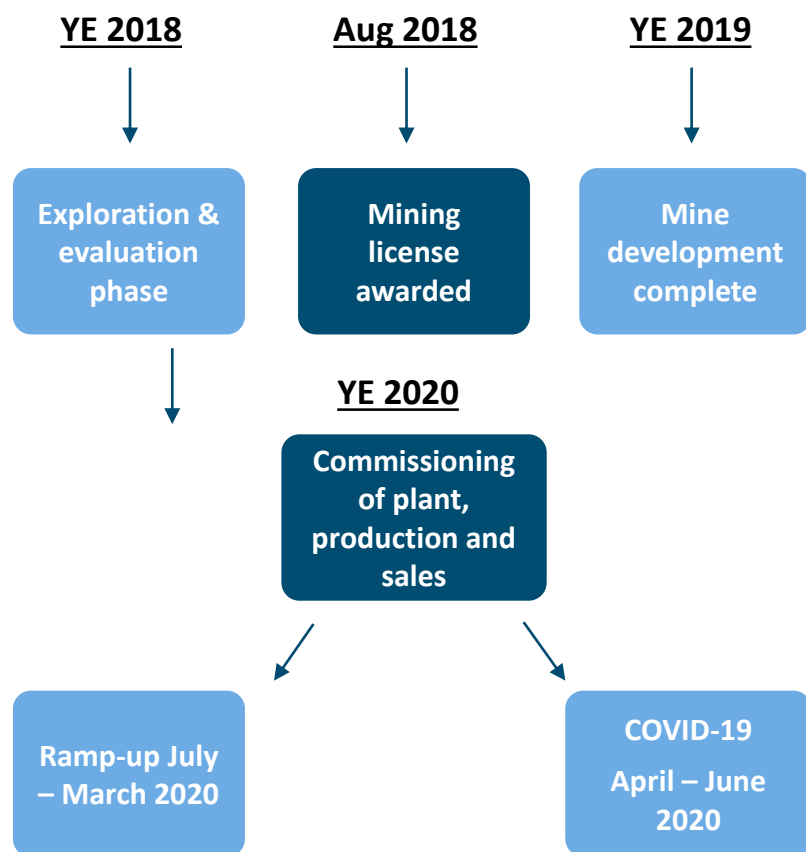 YE 2018
Aug 2018
YE 2019
Exploration &
evaluation
phase
Mining
license
awarded
Mine
development
complete
YE 2020
Commissioning
of plant,
production and
sales
Ramp-up July
– March 2020
COVID-19
April – June
2020